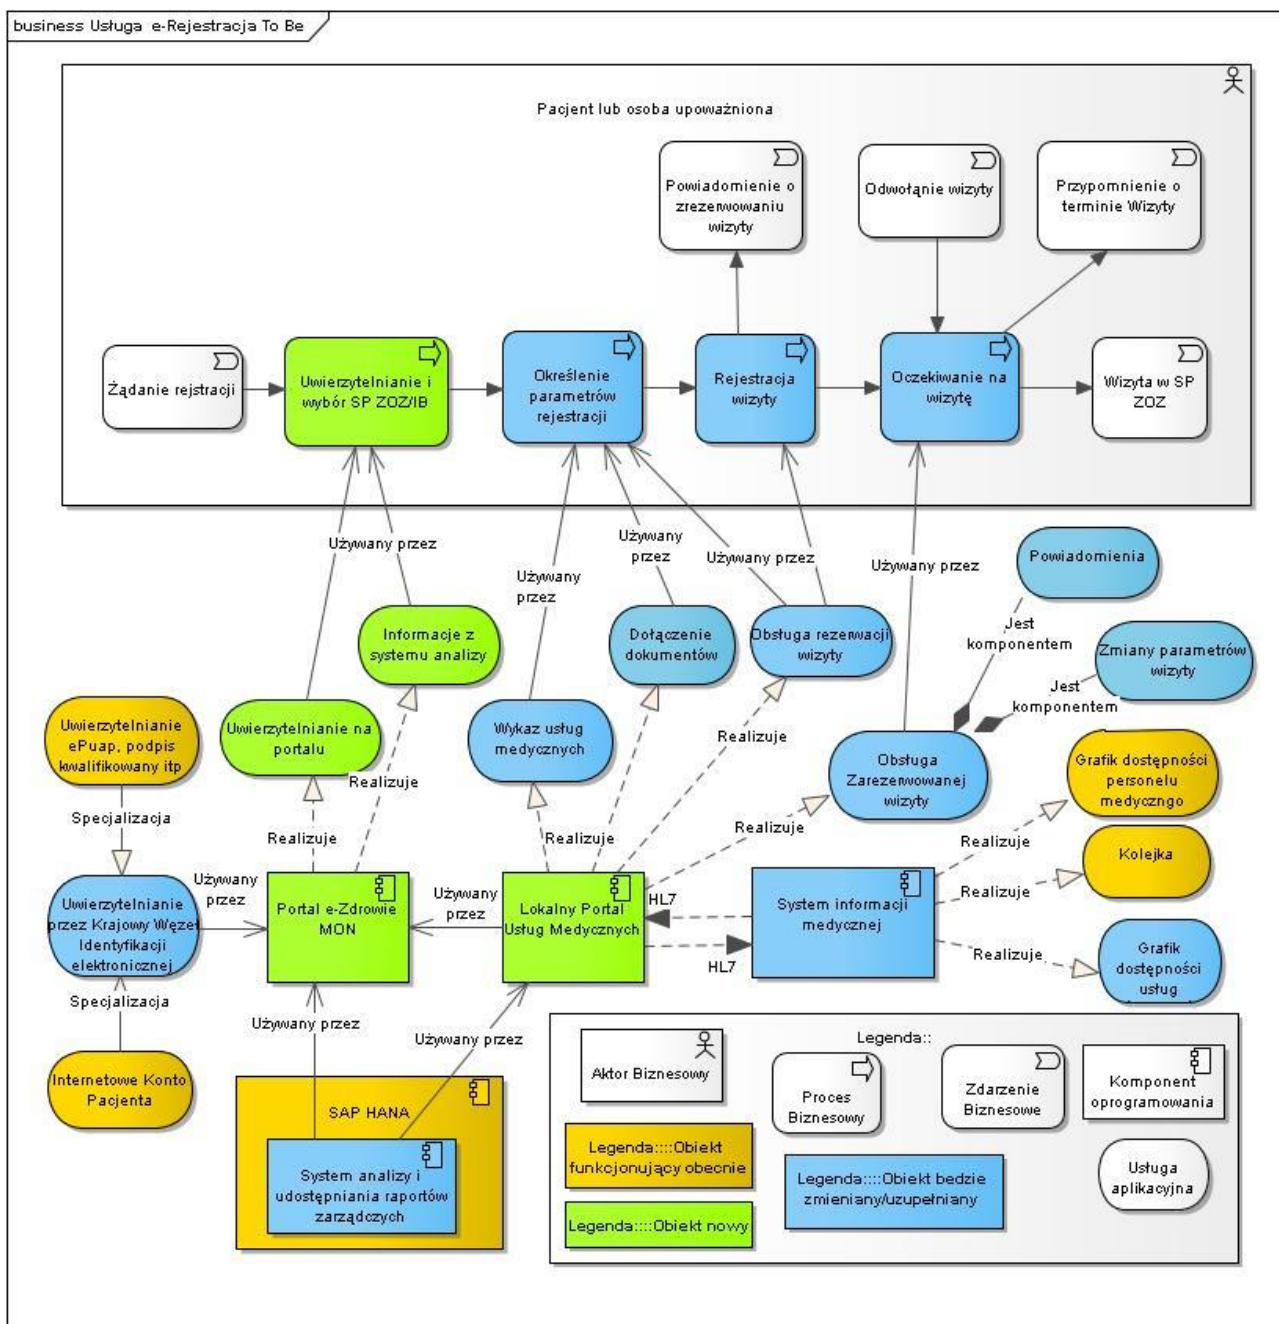 business Usługa e-Rejestracja To Be
Pacjent lub osoba upoważniona
Powiadomienie o
zrezerwowaniu
wizyty
Odwołąnie wizyty
Przypomnienie o
terminie Wizyty
Żądanie rejstracji
Uwierzytelnianie i
wybór SP ZOZ/IB
Określenie
parametrów
rejestracji
Rejestracja
wizyty
Oczekiwanie na
wizytę
Wizyta w SP
ZOZ
Używany przez
Używany
przez
Używany
przez
Używany przez
Używany przez
Powiadomienia
Jest
komponentem
Informacje z
systemu analizy
Dołączenie
dokumentów
Obsługa rezerwacji
wizyty
Zmiany parametrów
wizyty
Jest
komponentem
Uwierzytelnianie
ePuap, podpis
kwalifikowany itp
Uwierzytelnianie na
portalu
Wykaz usług
medycznych
Obsługa
Zarezerwowanej
wizyty
Grafik dostępności
personelu
medyczngo
Realizuje
Realizuje
Specjalizacja
Realizuje
Realizuje
Realizuje
Realizuje
Kolejka
Realizuje
Uwierzytelnianie
przez Krajowy Węzeł
Identyfikacji
elektronicznej
Używany
przez
Portal e-Zdrowie
MON
Używany
przez
Lokalny Portal
Usług Medycznych
HL7
HL7
System informacji
medycznej
Realizuje
Grafik
dostępności
usług
Specjalizacja
Używany przez
Używany przez
Internetowe Konto
Pacjenta
SAP HANA
System analizy i
udostępniania raportów
zarządczych
Legenda::
Aktor Biznesowy
Proces
Biznesowy
Zdarzenie
Biznesowe
Komponent
oprogramowania
Legenda::::Obiekt
funkcjonujący obecnie
Legenda::::Obiekt bedzie
zmieniany/uzupełniany
Usługa
aplikacyjna
Legenda::::Obiekt nowy